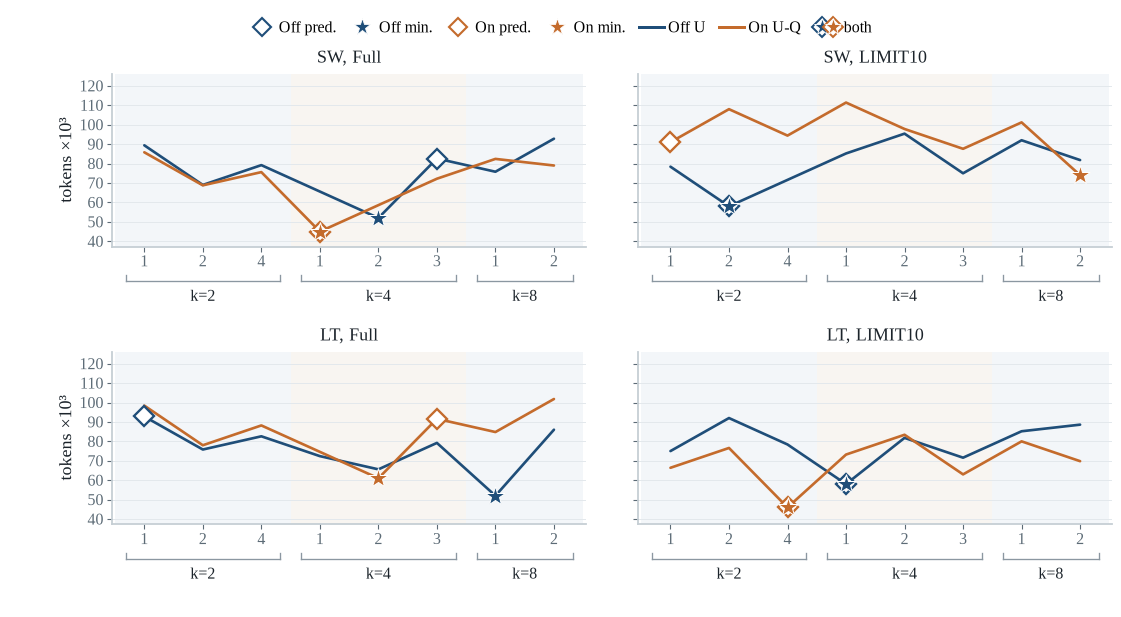 Off pred. Off min. On pred. On min. Off U On U-Q both
SW, Full
SW, LIMIT10
tokens ×10³
120
110
100
90
80
70
60
50
40
1 2 4 1 2 3 1 2
k=2 k=4 k=8
1 2 4 1 2 3 1 2
k=2 k=4 k=8
LT, Full
LT, LIMIT10
tokens ×10³
120
110
100
90
80
70
60
50
40
1 2 4 1 2 3 1 2
k=2 k=4 k=8
1 2 4 1 2 3 1 2
k=2 k=4 k=8